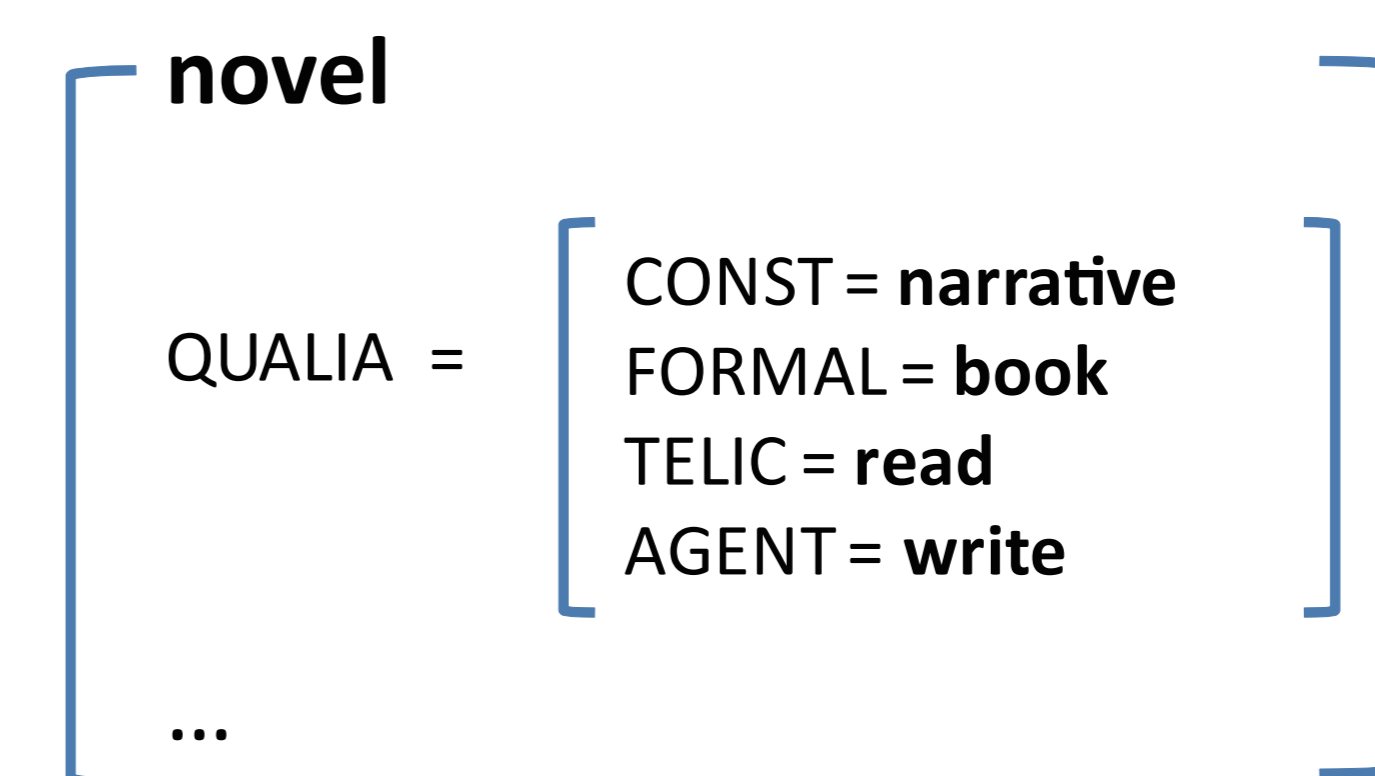 novel
QUALIA =
CONST = narrative
FORMAL = book
TELIC = read
AGENT = write
...